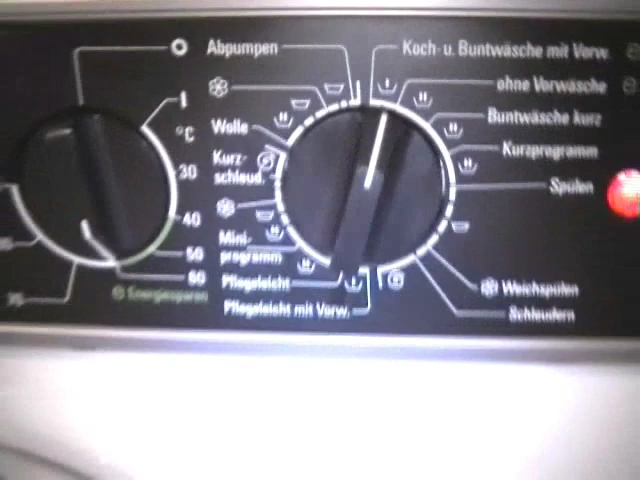 Abpumpen
Koch- u. Buntwäsche mit Vorw.
ohne Vorwäsche
Buntwäsche kurz
Kurzprogramm
Spülen
Weichspülen
Schleudern
Wolle
Kurz-
schleud.
Mini-
programm
Pflegeleicht
Pflegeleicht mit Vorw.
°C
30
40
50
60
Energiesparen